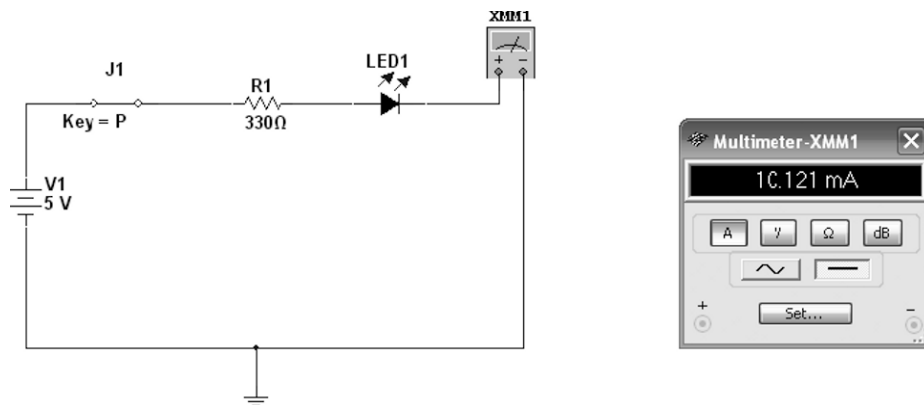 XMM1
+ −
J1
LED1
R1
Key = P
330Ω
V1
5 V
Multimeter-XMM1
10.121 mA
A V Ω dB
+ −
Set...